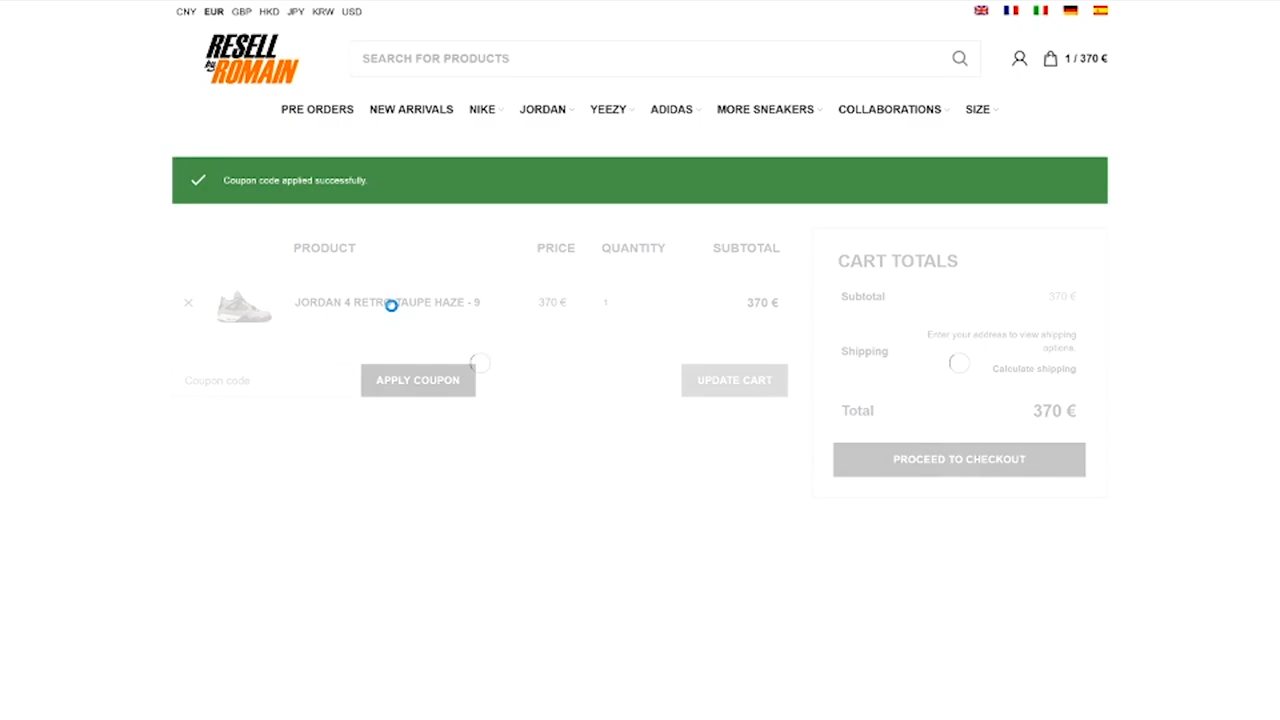 CNY EUR GBP HKD JPY KRW USD
RESELL
by
ROMAIN
SEARCH FOR PRODUCTS
1 / 370 €
PRE ORDERS NEW ARRIVALS NIKE JORDAN YEEZY ADIDAS MORE SNEAKERS COLLABORATIONS SIZE
Coupon code applied successfully.
PRODUCT PRICE QUANTITY SUBTOTAL
JORDAN 4 RETRO TAUPE HAZE - 9 370 € 1 370 €
Coupon code APPLY COUPON UPDATE CART
CART TOTALS
Subtotal 370 €
Shipping
Enter your address to view shipping
options.
Calculate shipping
Total 370 €
PROCEED TO CHECKOUT